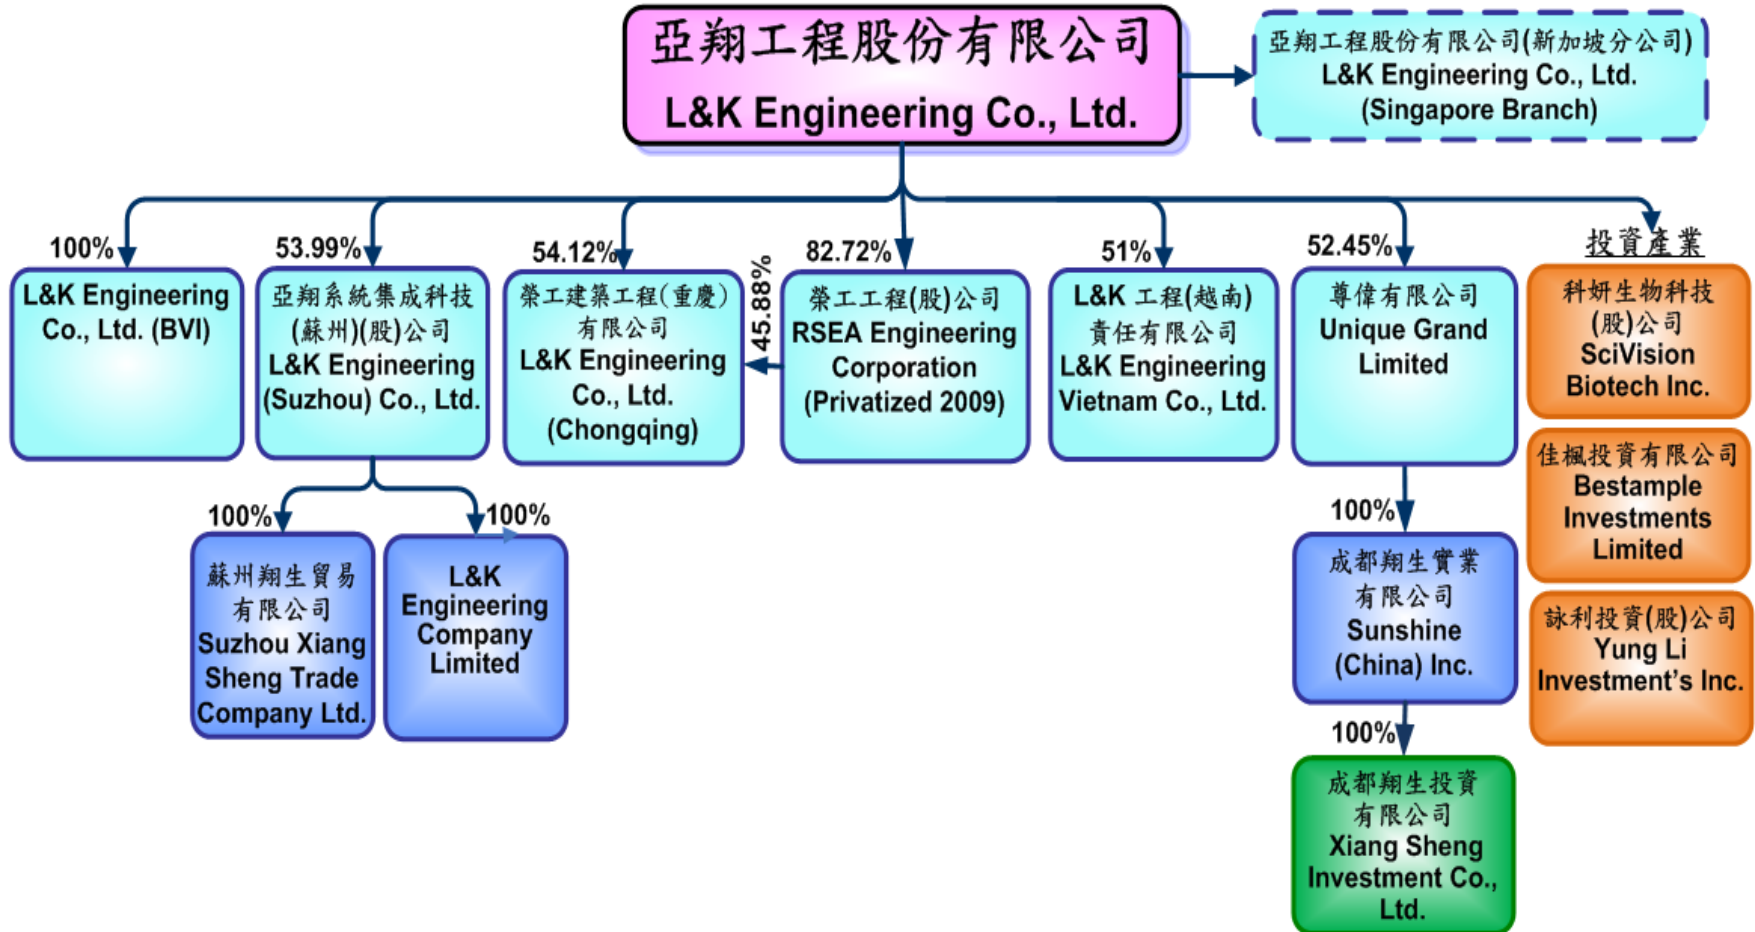 亞翔工程股份有限公司
L&K Engineering Co., Ltd.
亞翔工程股份有限公司(新加坡分公司)
L&K Engineering Co., Ltd.
(Singapore Branch)
100%
L&K Engineering
Co., Ltd. (BVI)
53.99%
亞翔系統集成科技
(蘇州)(股)公司
L&K Engineering
(Suzhou) Co., Ltd.
54.12%
榮工建築工程(重慶)
有限公司
L&K Engineering
Co., Ltd.
(Chongqing)
45.88%
82.72%
榮工工程(股)公司
RSEA Engineering
Corporation
(Privatized 2009)
51%
L&K 工程(越南)
責任有限公司
L&K Engineering
Vietnam Co., Ltd.
52.45%
尊偉有限公司
Unique Grand
Limited
投資產業
科妍生物科技
(股)公司
SciVision
Biotech Inc.
佳楓投資有限公司
Bestample
Investments
Limited
詠利投資(股)公司
Yung Li
Investment’s Inc.
100%
蘇州翔生貿易
有限公司
Suzhou Xiang
Sheng Trade
Company Ltd.
100%
L&K
Engineering
Company
Limited
100%
成都翔生實業
有限公司
Sunshine
(China) Inc.
100%
成都翔生投資
有限公司
Xiang Sheng
Investment Co.,
Ltd.